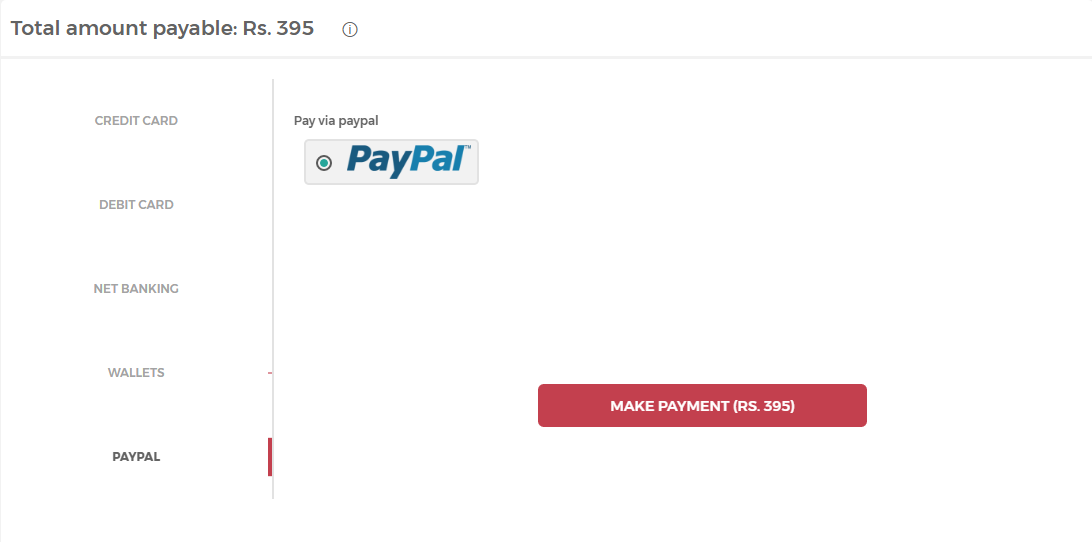 Total amount payable: Rs. 395
CREDIT CARD
DEBIT CARD
NET BANKING
WALLETS
PAYPAL
Pay via paypal
PayPal™
MAKE PAYMENT (RS. 395)